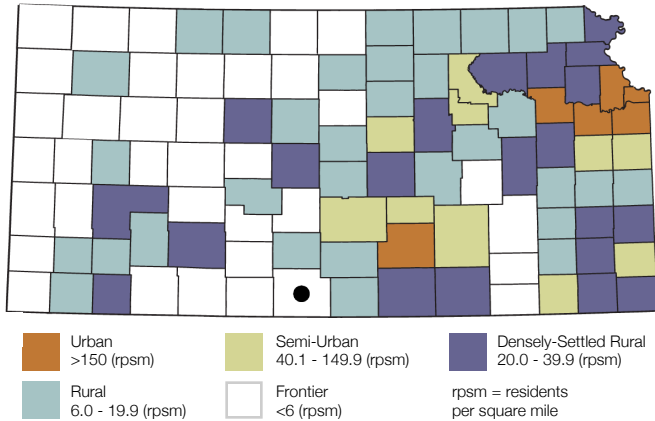 Urban
>150 (rpsm)
Semi-Urban
40.1 - 149.9 (rpsm)
Densely-Settled Rural
20.0 - 39.9 (rpsm)
Rural
6.0 - 19.9 (rpsm)
Frontier
<6 (rpsm)
rpsm = residents
per square mile